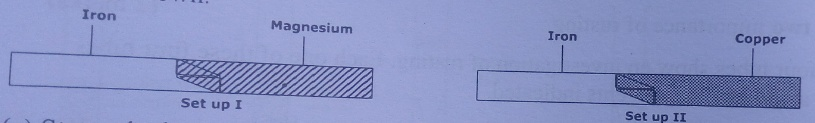 Iron
Magnesium
Set up I
Iron
Copper
Set up II